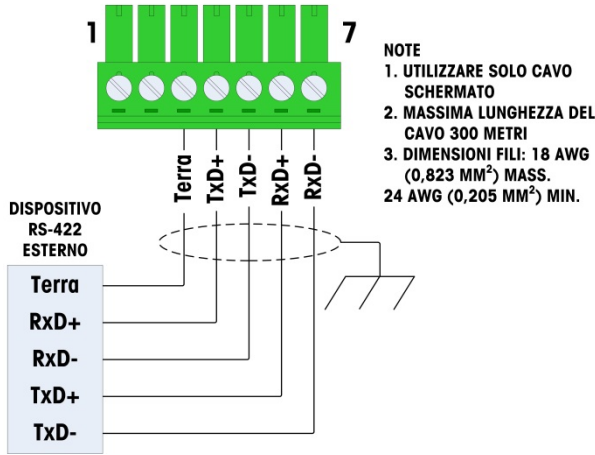 1
7
Terra
TxD+
TxD-
RxD+
RxD-
NOTE
1. UTILIZZARE SOLO CAVO
SCHERMATO
2. MASSIMA LUNGHEZZA DEL
CAVO 300 METRI
3. DIMENSIONI FILI: 18 AWG
(0,823 MM²) MASS.
24 AWG (0,205 MM²) MIN.
DISPOSITIVO
RS-422
ESTERNO
Terra
RxD+
RxD-
TxD+
TxD-